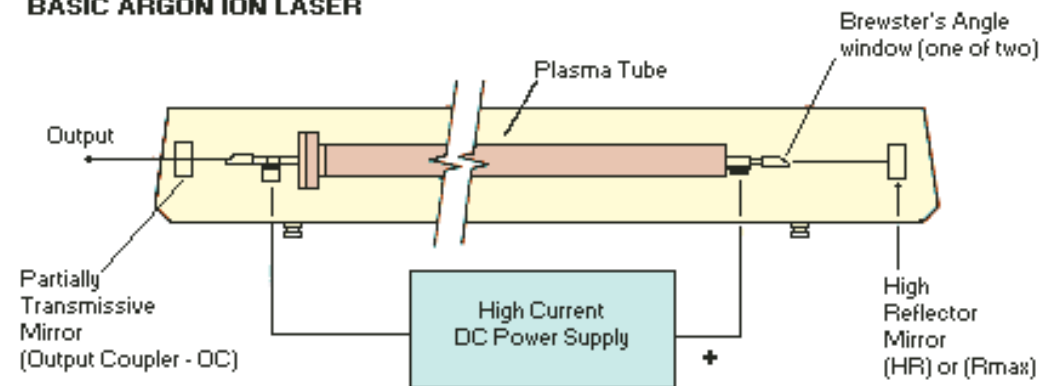 BASIC ARGON ION LASER
Brewster's Angle
window (one of two)
Plasma Tube
Output
Partially
Transmissive
Mirror
(Output Coupler - OC)
High Current
DC Power Supply
+
High
Reflector
Mirror
(HR) or (Rmax)